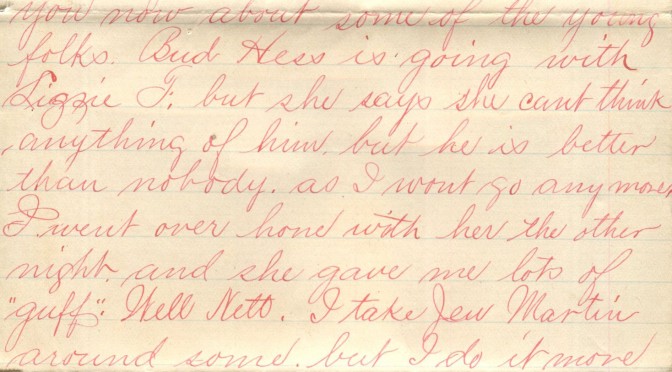 you now about some of the young
folks. Bud Hess is going with
Lizzie F. but she says she cant think
anything of him. but he is better
than nobody. as I wont go anymore
I went over home with her the other
night. and she gave me lots of
"guff". Well Nett. I take Jen Martin
around some. but I do it more